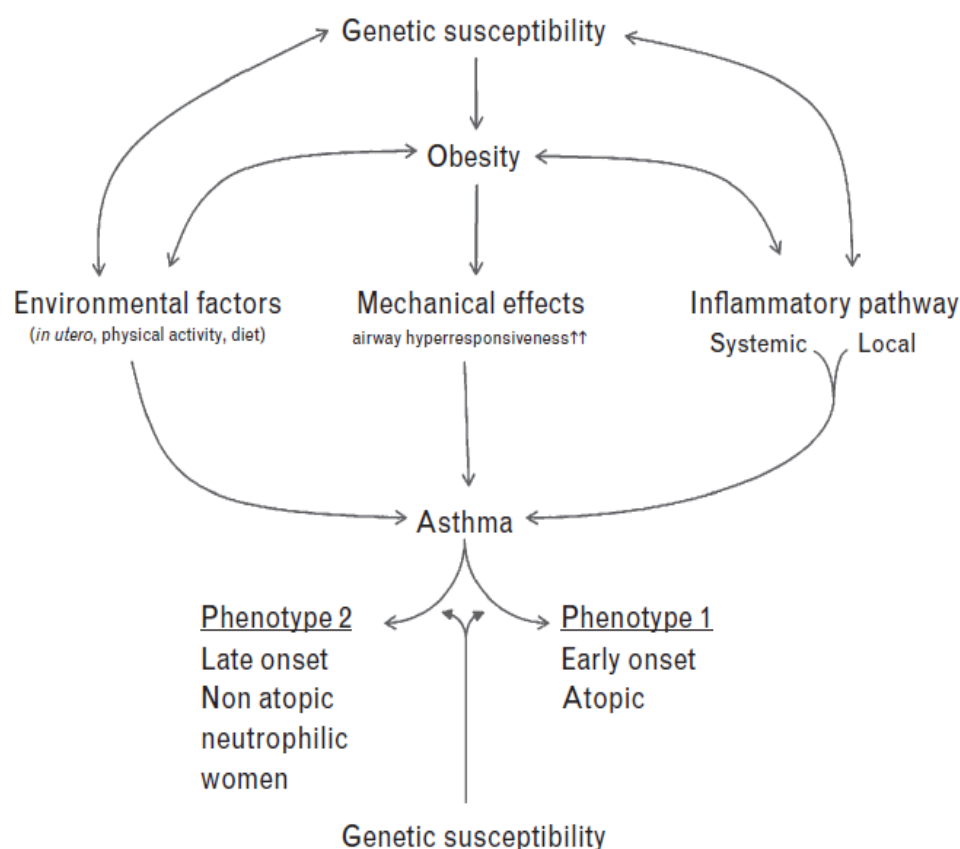 Genetic susceptibility
Obesity
Environmental factors
(in utero, physical activity, diet)
Mechanical effects
airway hyperresponsiveness↑↑
Inflammatory pathway
Systemic
Local
Asthma
Phenotype 2
Late onset
Non atopic
neutrophilic
women
Phenotype 1
Early onset
Atopic
Genetic susceptibility